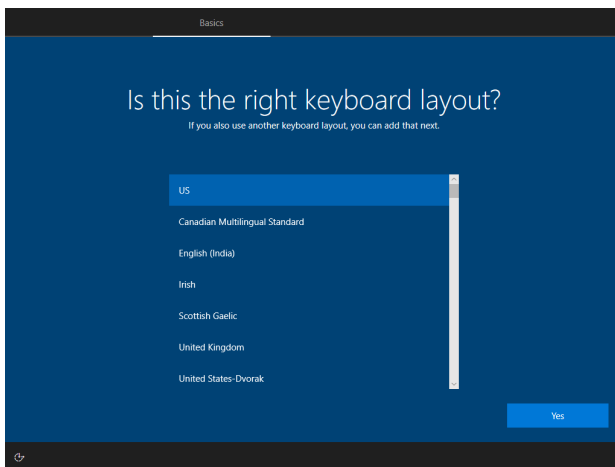 Basics
Is this the right keyboard layout?
If you also use another keyboard layout, you can add that next.
US
Canadian Multilingual Standard
English (India)
Irish
Scottish Gaelic
United Kingdom
United States-Dvorak
Yes